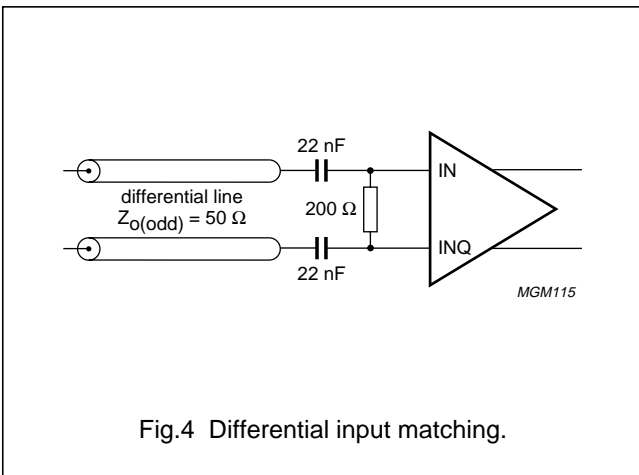 22 nF
IN
differential line
Zo(odd) = 50 Ω
200 Ω
INQ
22 nF
MGM115
Fig.4 Differential input matching.